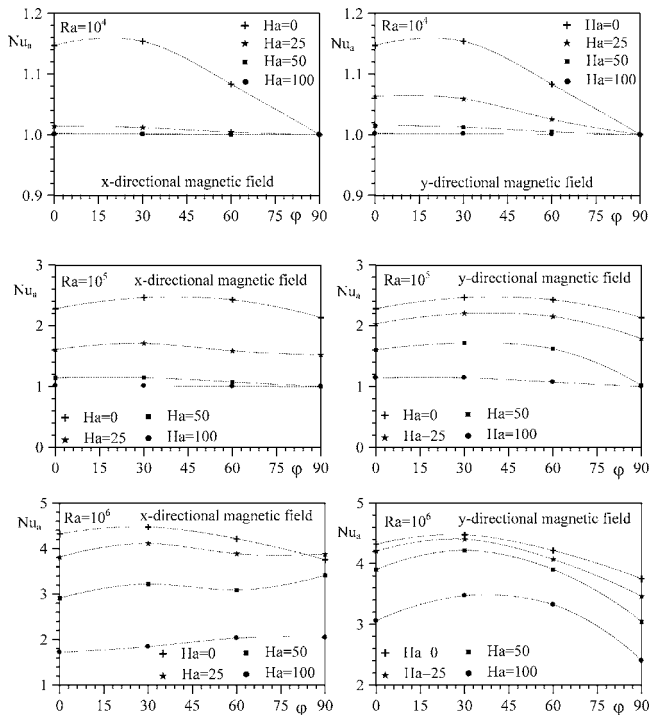 Ra=10⁴
Ha=0
Ha=25
Ha=50
Ha=100
Nuₐ
1.2
1.1
1.0
0.9
x-directional magnetic field
0 15 30 45 60 75 φ 90
Ra=10⁴
Ha=0
Ha=25
Ha=50
Ha=100
Nuₐ
1.2
1.1
1.0
0.9
y-directional magnetic field
0 15 30 45 60 75 φ 90
Ra=10⁵ x-directional magnetic field
Nuₐ
3
2
1
0
Ha=0 Ha=50
Ha=25 Ha=100
0 15 30 45 60 75 φ 90
Ra=10⁵ y-directional magnetic field
Nuₐ
3
2
1
0
Ha=0 Ha=50
Ha=25 Ha=100
0 15 30 45 60 75 φ 90
Ra=10⁶ x-directional magnetic field
Nuₐ
5
4
3
2
1
Ha=0 Ha=50
Ha=25 Ha=100
0 15 30 45 60 75 φ 90
Ra=10⁶ y-directional magnetic field
Nuₐ
5
4
3
2
Ha=0 Ha=50
Ha=25 Ha=100
0 15 30 45 60 75 φ 90